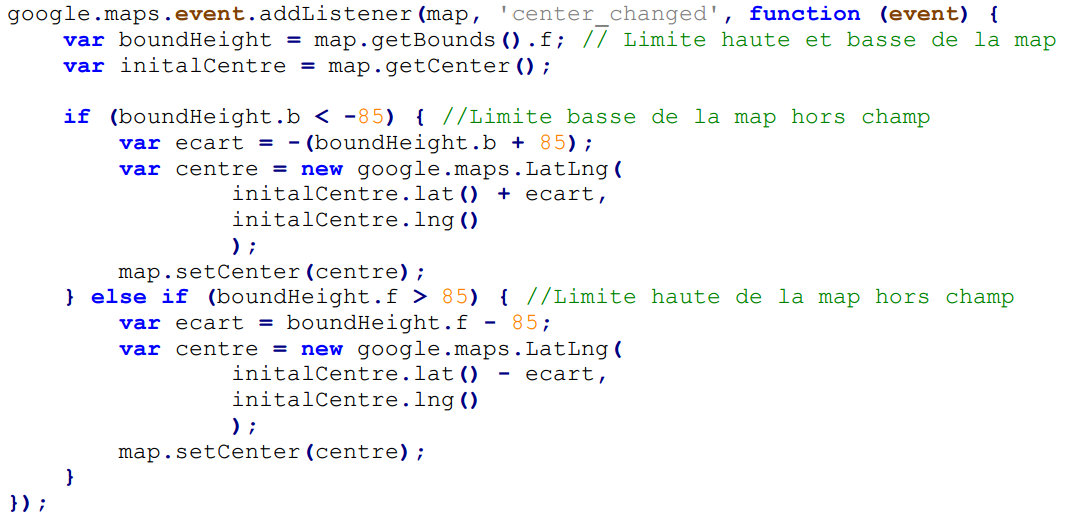 google.maps.event.addListener(map, 'center_changed', function (event) {
    var boundHeight = map.getBounds().f; // Limite haute et basse de la map
    var initalCentre = map.getCenter();

    if (boundHeight.b < -85) { //Limite basse de la map hors champ
        var ecart = -(boundHeight.b + 85);
        var centre = new google.maps.LatLng(
                initalCentre.lat() + ecart,
                initalCentre.lng()
                );
        map.setCenter(centre);
    } else if (boundHeight.f > 85) { //Limite haute de la map hors champ
        var ecart = boundHeight.f - 85;
        var centre = new google.maps.LatLng(
                initalCentre.lat() - ecart,
                initalCentre.lng()
                );
        map.setCenter(centre);
    }
});